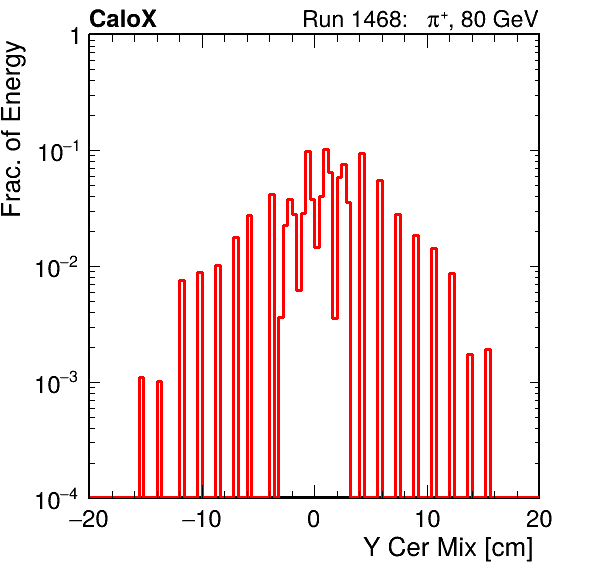 CaloX Run 1468: π⁺, 80 GeV
Frac. of Energy
1
10⁻¹
10⁻²
10⁻³
10⁻⁴
−20 −10 0 10 20
Y Cer Mix [cm]